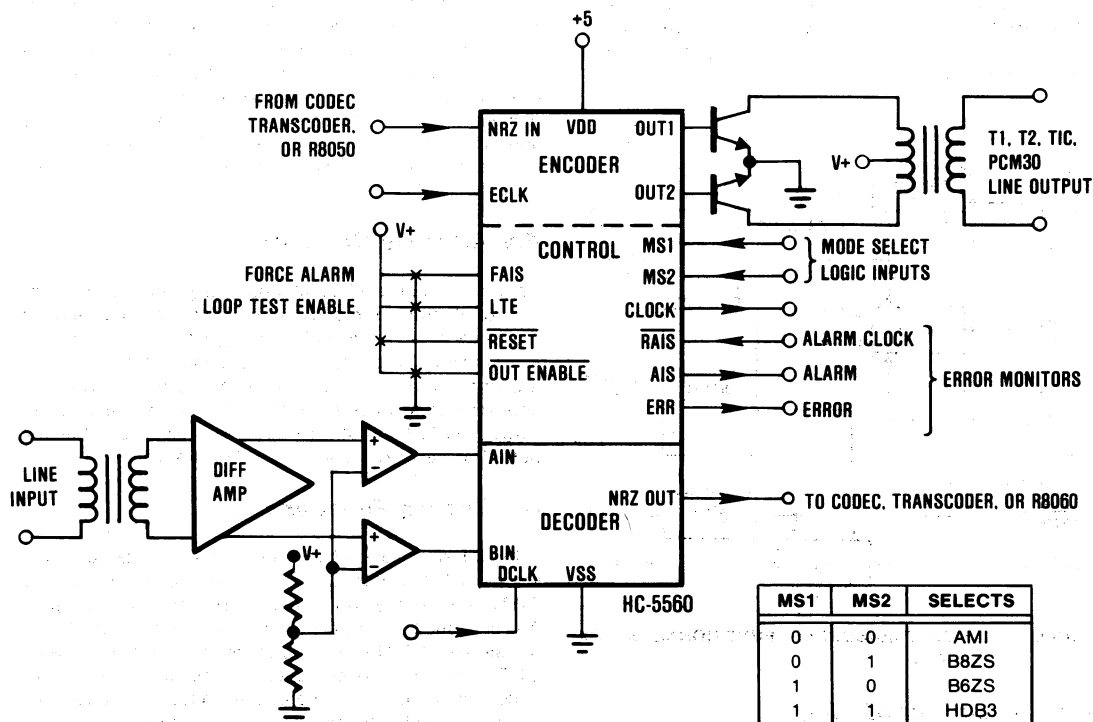 +5
FROM CODEC
TRANSCODER.
OR R8050
NRZ IN
VDD
OUT1
ENCODER
ECLK
OUT2
V+
T1, T2, TIC,
PCM30
LINE OUTPUT
V+
CONTROL
MS1
MS2
MODE SELECT
LOGIC INPUTS
FORCE ALARM
FAIS
LOOP TEST ENABLE
LTE
CLOCK
RESET
RAIS
ALARM CLOCK
OUT ENABLE
AIS
ALARM
ERROR MONITORS
ERR
ERROR
LINE
INPUT
DIFF
AMP
+
−
AIN
NRZ OUT
TO CODEC, TRANSCODER, OR R8060
DECODER
+
−
V+
BIN
DCLK
VSS
HC-5560
MS1 MS2 SELECTS
0 0 AMI
0 1 B8ZS
1 0 B6ZS
1 1 HDB3